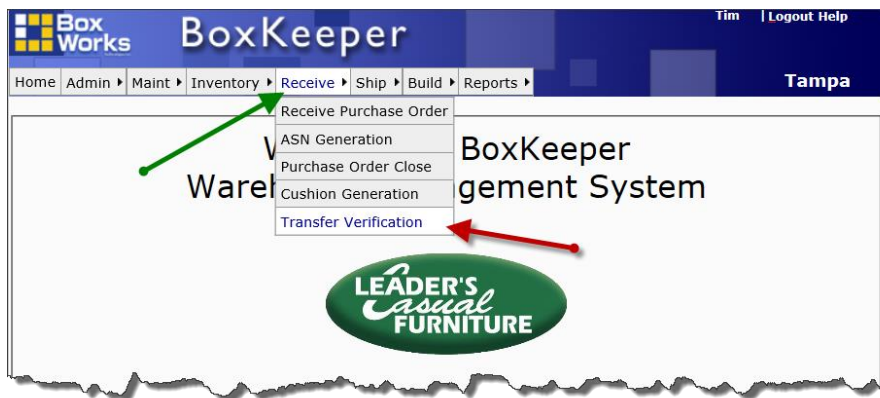 Box
Works
BoxKeeper
Tim | Logout Help
Home Admin Maint Inventory Receive Ship Build Reports
Tampa
Receive Purchase Order
ASN Generation
Purchase Order Close
Cushion Generation
Transfer Verification
BoxKeeper
Wareh gement System
LEADER'S
Casual
FURNITURE